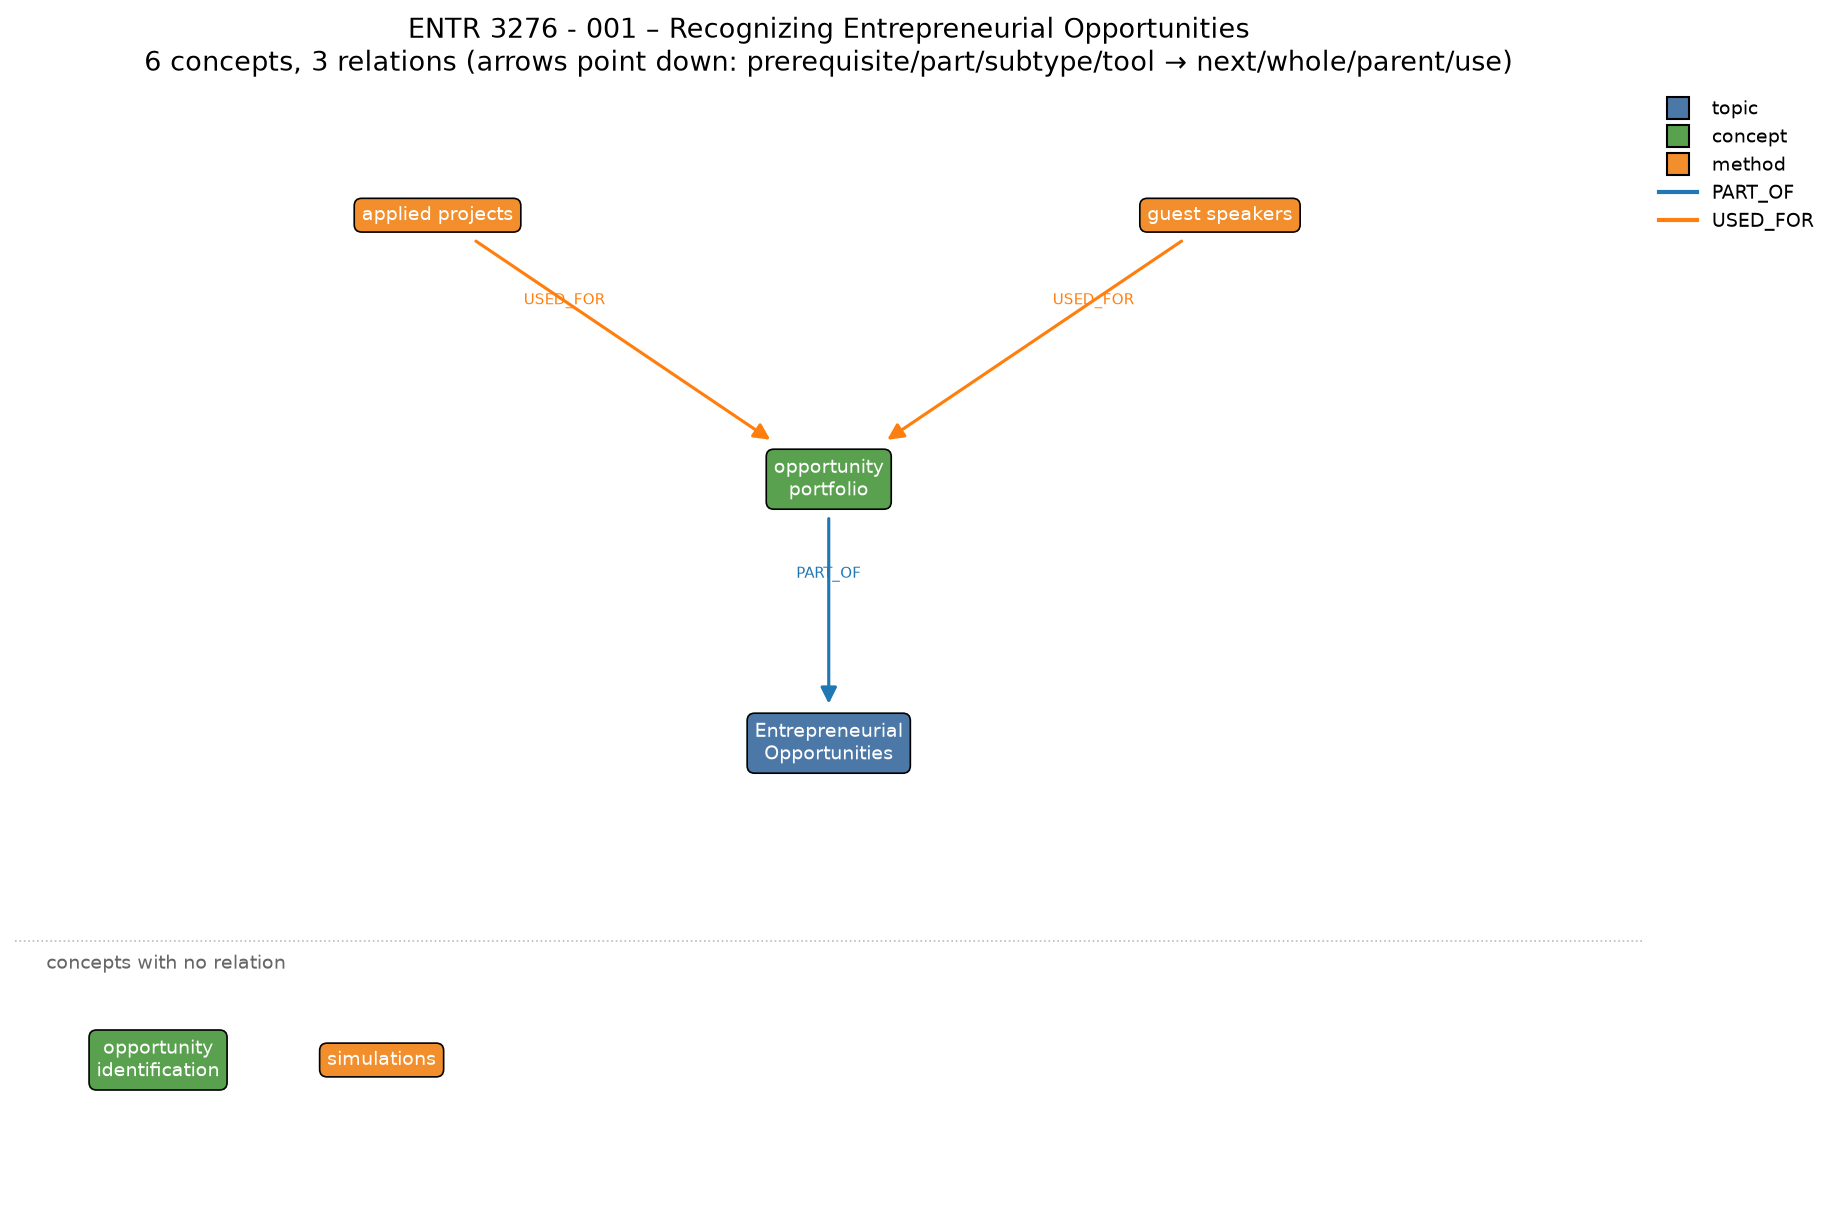 ENTR 3276 - 001 – Recognizing Entrepreneurial Opportunities
6 concepts, 3 relations (arrows point down: prerequisite/part/subtype/tool → next/whole/parent/use)
topic
concept
method
PART_OF
USED_FOR
applied projects
guest speakers
USED_FOR
USED_FOR
opportunity
portfolio
PART_OF
Entrepreneurial
Opportunities
concepts with no relation
opportunity
identification
simulations